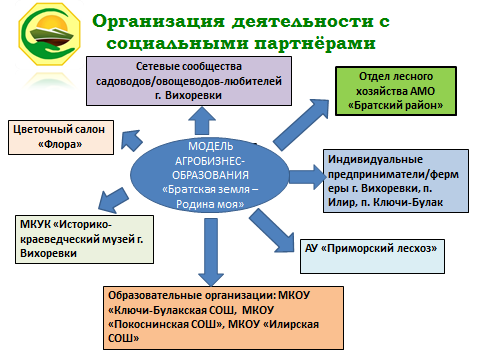 Организация деятельности с
социальными партнёрами
Сетевые сообщества
садоводов/овощеводов-любителей
г. Вихоревки
Отдел лесного
хозяйства АМО
«Братский район»
Цветочный салон
«Флора»
МОДЕЛЬ
АГРОБИЗНЕС-
ОБРАЗОВАНИЯ
«Братская земля –
Родина моя»
Индивидуальные
предприниматели/ферм
еры г. Вихоревки, п.
Илир, п. Ключи-Булак
МКУК «Историко-
краеведческий музей г.
Вихоревки
АУ «Приморский лесхоз»
Образовательные организации: МКОУ
«Ключи-Булакская СОШ, МКОУ
«Покоснинская СОШ», МКОУ «Илирская
СОШ»